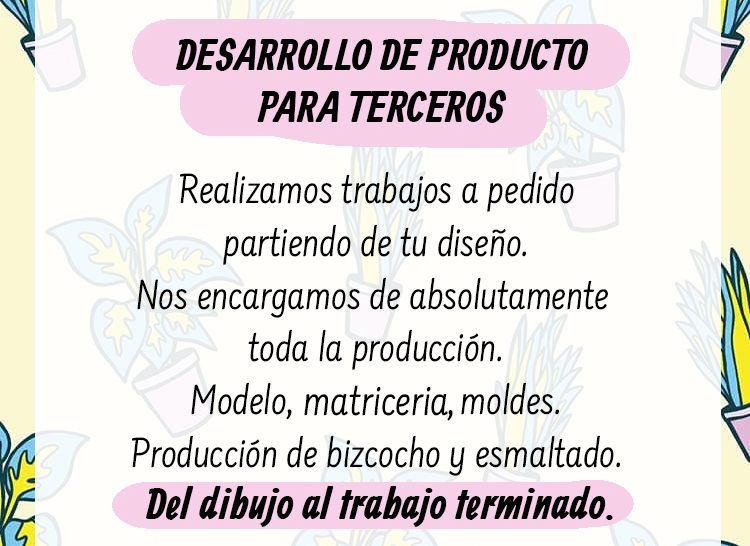 DESARROLLO DE PRODUCTO
PARA TERCEROS
Realizamos trabajos a pedido
partiendo de tu diseño.
Nos encargamos de absolutamente
toda la producción.
Modelo, matriceria, moldes.
Producción de bizcocho y esmaltado.
Del dibujo al trabajo terminado.